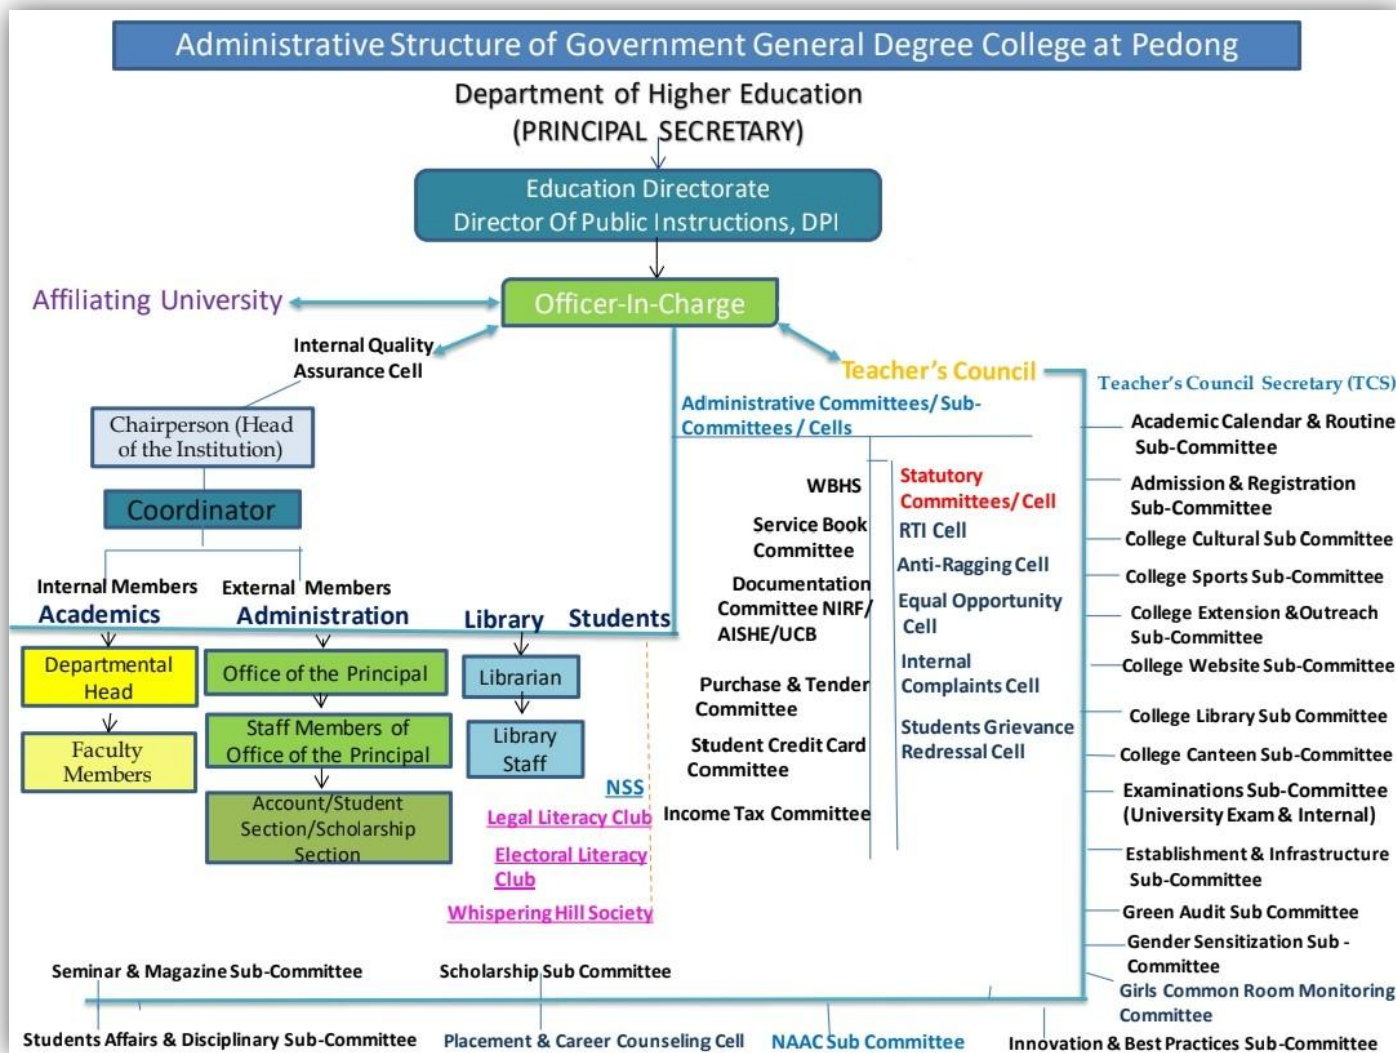 Administrative Structure of Government General Degree College at Pedong
Department of Higher Education
(PRINCIPAL SECRETARY)
Education Directorate
Director Of Public Instructions, DPI
Affiliating University
Officer-In-Charge
Internal Quality
Assurance Cell
Chairperson (Head
of the Institution)
Coordinator
Internal Members
External Members
Academics
Administration
Library
Students
Departmental
Head
Faculty
Members
Office of the Principal
Staff Members of
Office of the Principal
Account/Student
Section/Scholarship
Section
Librarian
Library
Staff
NSS
Legal Literacy Club
Electoral Literacy
Club
Whispering Hill Society
Teacher's Council
Administrative Committees/ Sub-
Committees / Cells
WBHS
Service Book
Committee
Documentation
Committee NIRF/
AISHE/UCB
Purchase & Tender
Committee
Student Credit Card
Committee
Income Tax Committee
Statutory
Committees/ Cell
RTI Cell
Anti-Ragging Cell
Equal Opportunity
Cell
Internal
Complaints Cell
Students Grievance
Redressal Cell
Teacher's Council Secretary (TCS)
Academic Calendar & Routine
Sub-Committee
Admission & Registration
Sub-Committee
College Cultural Sub Committee
College Sports Sub-Committee
College Extension &Outreach
Sub-Committee
College Website Sub-Committee
College Library Sub Committee
College Canteen Sub-Committee
Examinations Sub-Committee
(University Exam & Internal)
Establishment & Infrastructure
Sub-Committee
Green Audit Sub Committee
Gender Sensitization Sub -
Committee
Girls Common Room Monitoring
Committee
Seminar & Magazine Sub-Committee
Scholarship Sub Committee
Students Affairs & Disciplinary Sub-Committee
Placement & Career Counseling Cell
NAAC Sub Committee
Innovation & Best Practices Sub-Committee